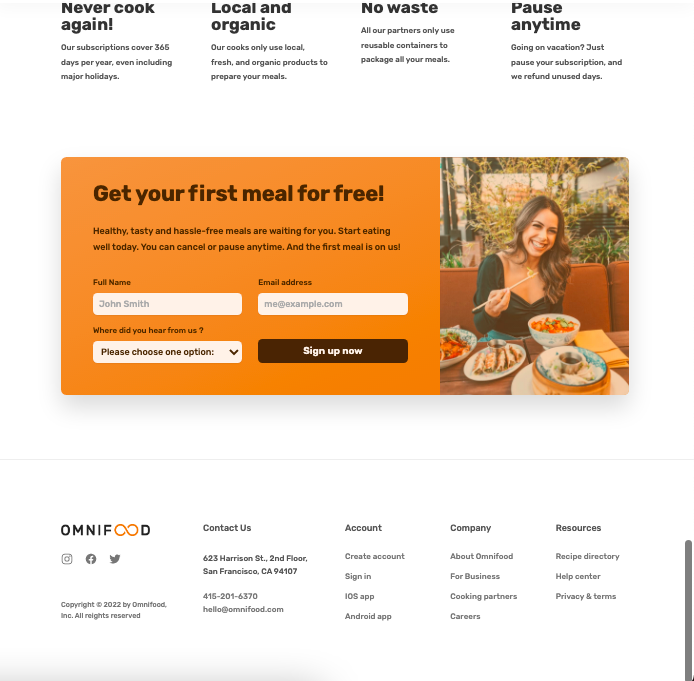 Never cook
again!
Our subscriptions cover 365
days per year, even including
major holidays.
Local and
organic
Our cooks only use local,
fresh, and organic products to
prepare your meals.
No waste
All our partners only use
reusable containers to
package all your meals.
Pause
anytime
Going on vacation? Just
pause your subscription, and
we refund unused days.
Get your first meal for free!
Healthy, tasty and hassle-free meals are waiting for you. Start eating
well today. You can cancel or pause anytime. And the first meal is on us!
Full Name
Email address
John Smith
me@example.com
Where did you hear from us ?
Please choose one option:
Sign up now
OMNIFOOD
Copyright © 2022 by Omnifood,
Inc. All reights reserved
Contact Us
623 Harrison St., 2nd Floor,
San Francisco, CA 94107
415-201-6370
hello@omnifood.com
Account
Create account
Sign in
IOS app
Android app
Company
About Omnifood
For Business
Cooking partners
Careers
Resources
Recipe directory
Help center
Privacy & terms